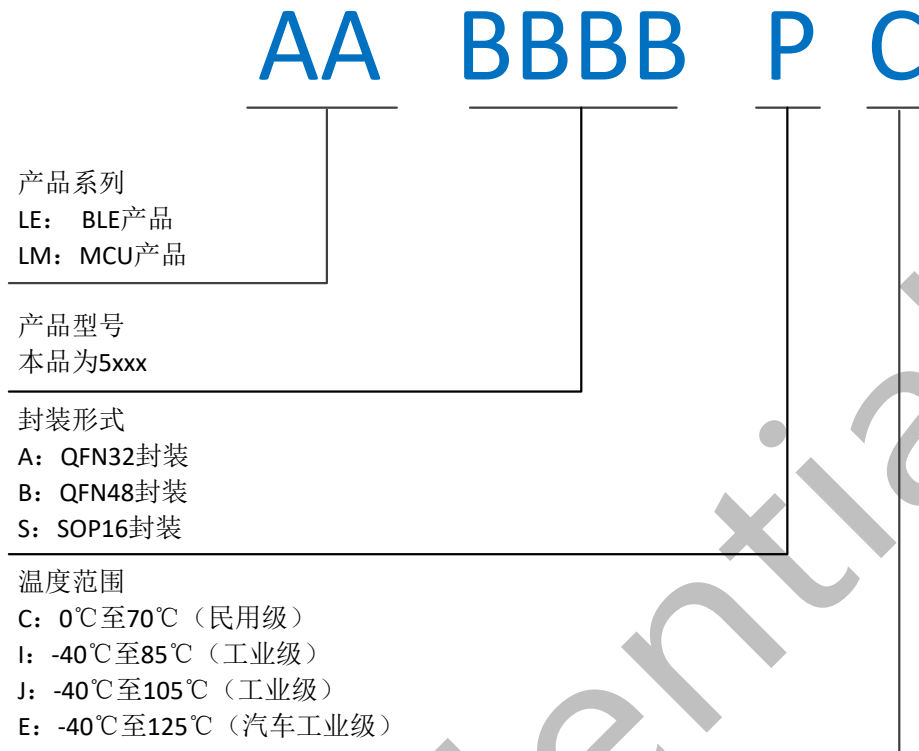 AA BBBB P C
产品系列
LE： BLE产品
LM：MCU产品
产品型号
本品为5xxx
封装形式
A：QFN32封装
B：QFN48封装
S：SOP16封装
温度范围
C：0℃至70℃（民用级）
I：-40℃至85℃（工业级）
J：-40℃至105℃（工业级）
E：-40℃至125℃（汽车工业级）
entia